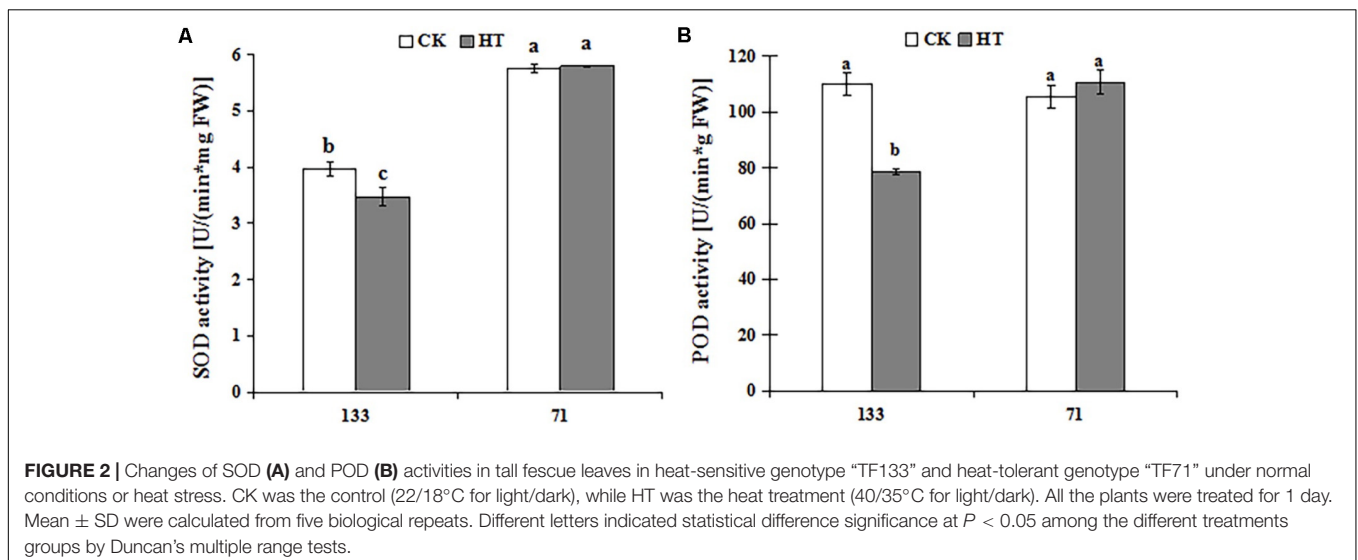 A
CK HT
SOD activity [U/(min*mg FW)]
6
5
4
3
2
1
0
b
c
a
a
133
71
B
CK HT
POD activity [U/(min*g FW)]
120
100
80
60
40
20
0
a
b
a
a
133
71
FIGURE 2 | Changes of SOD (A) and POD (B) activities in tall fescue leaves in heat-sensitive genotype “TF133” and heat-tolerant genotype “TF71” under normal
conditions or heat stress. CK was the control (22/18°C for light/dark), while HT was the heat treatment (40/35°C for light/dark). All the plants were treated for 1 day.
Mean ± SD were calculated from five biological repeats. Different letters indicated statistical difference significance at P < 0.05 among the different treatments
groups by Duncan’s multiple range tests.